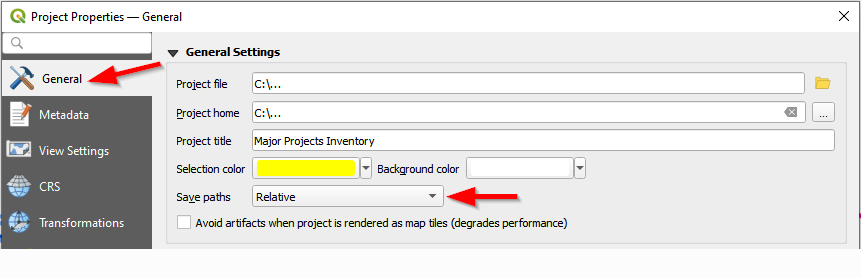 Project Properties — General
General Settings
General
Project file C:\...
Metadata
Project home C:\... ...
View Settings
Project title Major Projects Inventory
Selection color Background color
CRS
Save paths Relative
Transformations
Avoid artifacts when project is rendered as map tiles (degrades performance)